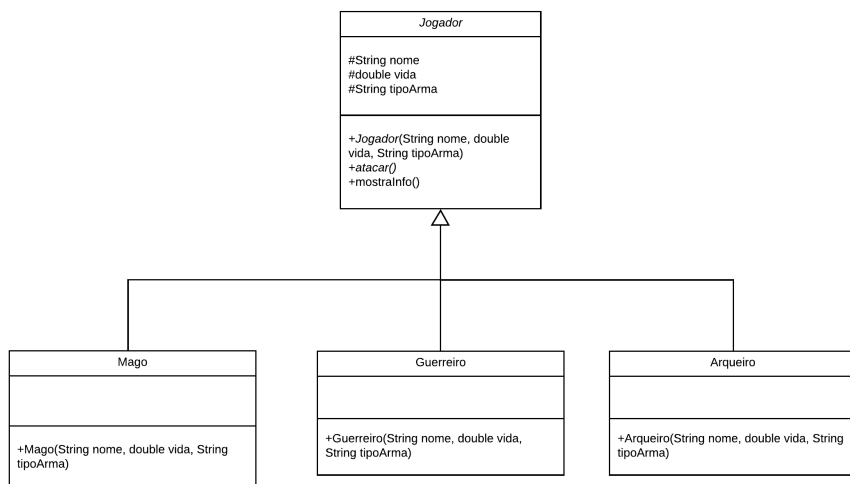 Jogador
#String nome
#double vida
#String tipoArma
+Jogador(String nome, double
vida, String tipoArma)
+atacar()
+mostraInfo()
Mago
+Mago(String nome, double vida, String
tipoArma)
Guerreiro
+Guerreiro(String nome, double vida,
String tipoArma)
Arqueiro
+Arqueiro(String nome, double vida, String
tipoArma)